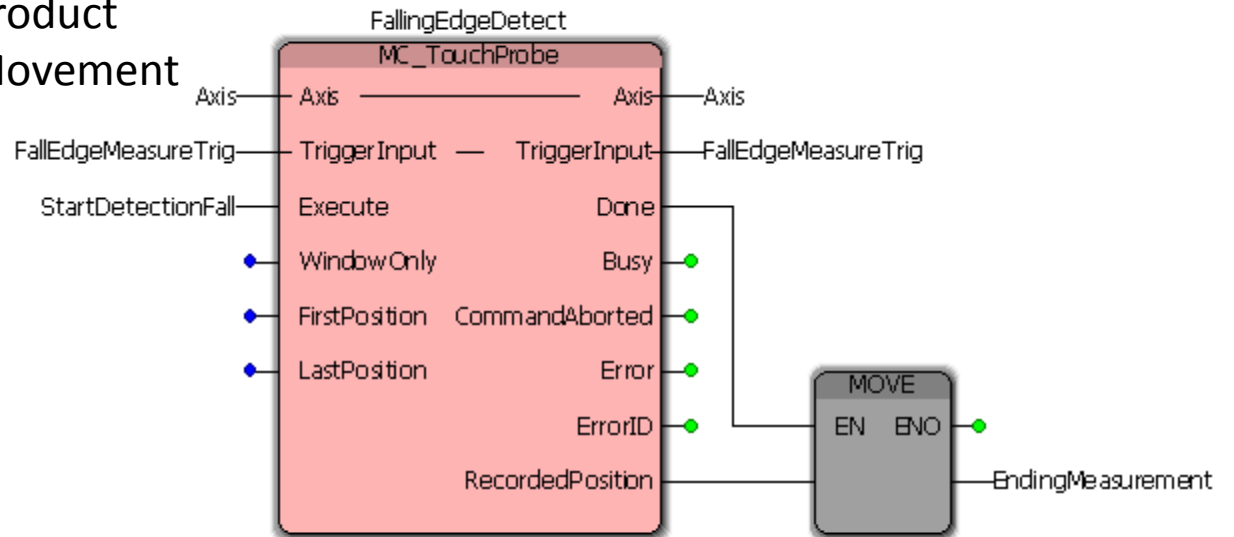 roduct
FallingEdgeDetect
MC_TouchProbe
ovement
Axis Axis Axis Axis
FallEdgeMeasureTrig TriggerInput TriggerInput FallEdgeMeasureTrig
StartDetectionFall Execute Done
WindowOnly Busy
FirstPosition CommandAborted
LastPosition Error
MOVE
ErrorID EN ENO
RecordedPosition EndingMeasurement